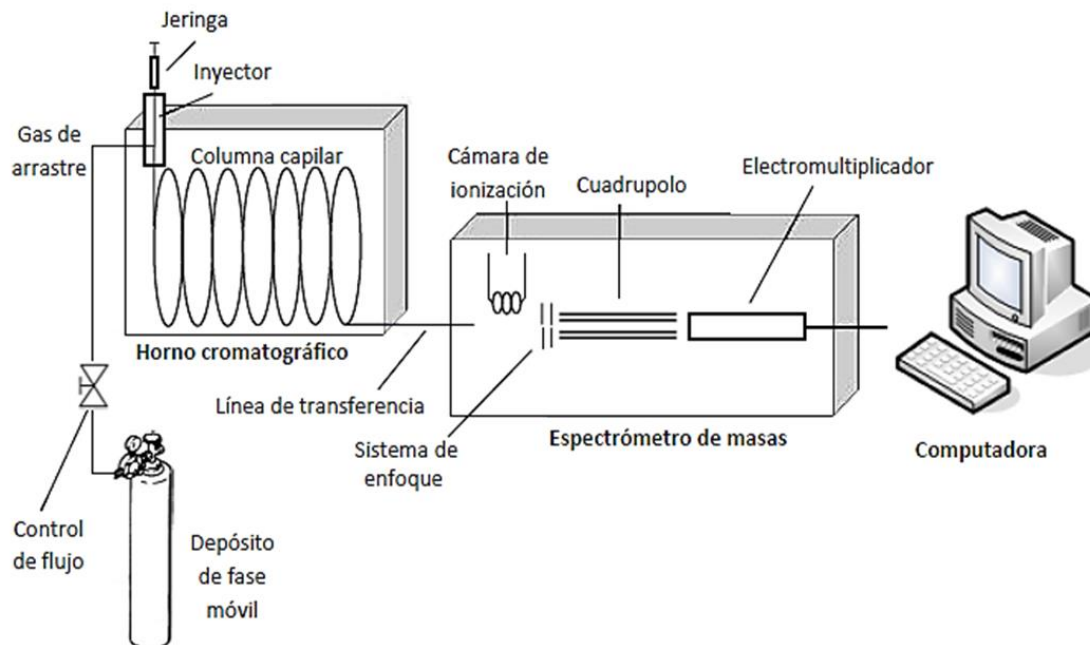 Jeringa
Inyector
Gas de
arrastre
Columna capilar
Cámara de
ionización
Cuadrupolo
Electromultiplicador
Horno cromatográfico
Línea de transferencia
Sistema de
enfoque
Espectrómetro de masas
Computadora
Control
de flujo
Depósito
de fase
móvil